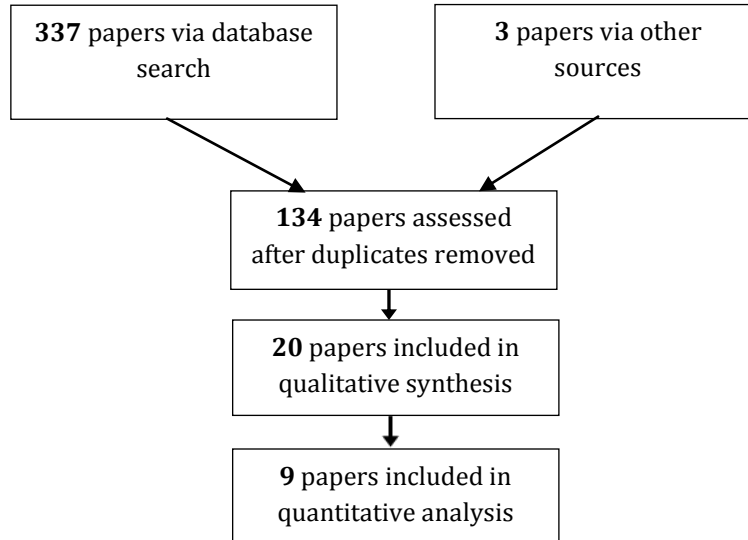 337 papers via database
search
3 papers via other
sources
134 papers assessed
after duplicates removed
20 papers included in
qualitative synthesis
9 papers included in
quantitative analysis